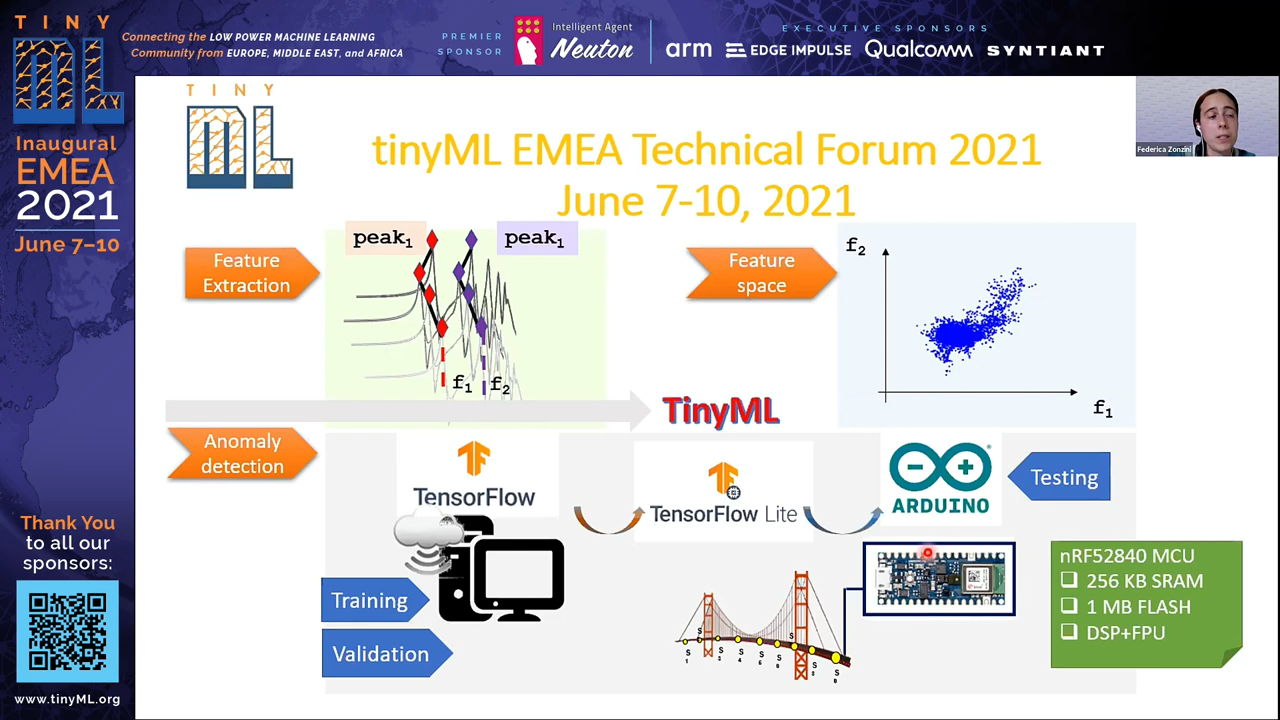 TINY
ML
Inaugural
EMEA
2021
June 7–10
Thank You
to all our
sponsors:
www.tinyML.org
Connecting the LOW POWER MACHINE LEARNING
Community from EUROPE, MIDDLE EAST, and AFRICA
PREMIER
SPONSOR
Intelligent Agent
Neuton
EXECUTIVE SPONSORS
arm
EDGE IMPULSE
Qualcomm
SYNTIANT
Federica Zonzini
TINY
ML
tinyML EMEA Technical Forum 2021
June 7-10, 2021
Feature
Extraction
peak1
peak1
f1
f2
Feature
space
f2
f1
TinyML
Anomaly
detection
TensorFlow
TensorFlow Lite
ARDUINO
Testing
Training
Validation
nRF52840 MCU
256 KB SRAM
1 MB FLASH
DSP+FPU